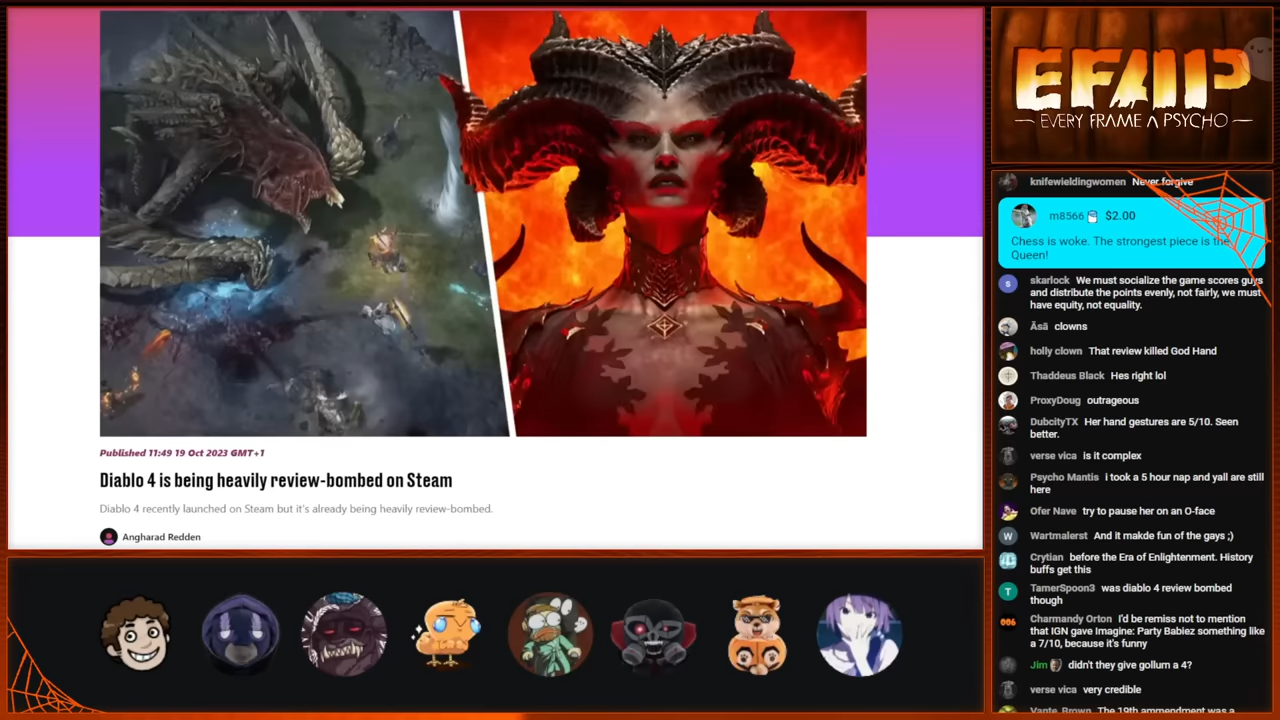 Published 11:49 19 Oct 2023 GMT+1
Diablo 4 is being heavily review-bombed on Steam
Diablo 4 recently launched on Steam but it's already being heavily review-bombed.
Angharad Redden
EFAP
EVERY FRAME A PSYCHO
knifewieldingwomen Never forgive
m8566 $2.00
Chess is woke. The strongest piece is the
Queen!
S
skarlock We must socialize the game scores guys
and distribute the points evenly, not fairly, we must
have equity, not equality.
Āsā clowns
holly clown That review killed God Hand
Thaddeus Black Hes right lol
ProxyDoug outrageous
DubcityTX Her hand gestures are 5/10. Seen
better.
verse vica is it complex
Psycho Mantis i took a 5 hour nap and yall are still
here
Ofer Nave try to pause her on an O-face
W
Wartmalerst And it makde fun of the gays ;)
Crytian before the Era of Enlightenment. History
buffs get this
T
TamerSpoon3 was diablo 4 review bombed
though
Charmandy Orton I'd be remiss not to mention
that IGN gave Imagine: Party Babiez something like
a 7/10, because it's funny
Jim didn't they give gollum a 4?
verse vica very credible
Vante Brown The 19th ammendment was a